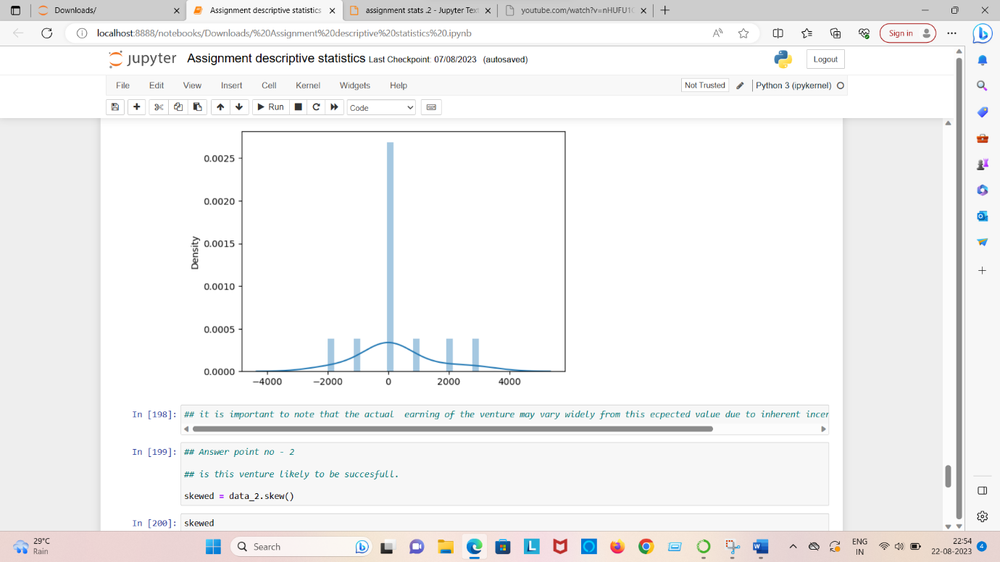 Downloads/
Assignment descriptive statistics
assignment stats .2 - Jupyter Text
youtube.com/watch?v=nHUFU1C
localhost:8888/notebooks/Downloads/%20Assignment%20descriptive%20statistics%20.ipynb
Sign in
jupyter Assignment descriptive statistics Last Checkpoint: 07/08/2023 (autosaved)
Logout
File Edit View Insert Cell Kernel Widgets Help
Not Trusted
Python 3 (ipykernel)
Run
Code
0.0025
0.0020
0.0015
0.0010
0.0005
0.0000
Density
−4000 −2000 0 2000 4000
In [198]: ## it is important to note that the actual  earning of the venture may vary widely from this ecpected value due to inherent incer
In [199]: ## Answer point no - 2
## is this venture likely to be succesfull.
skewed = data_2.skew()
In [200]: skewed
29°C
Rain
Search
ENG
IN
22:54
22-08-2023
4